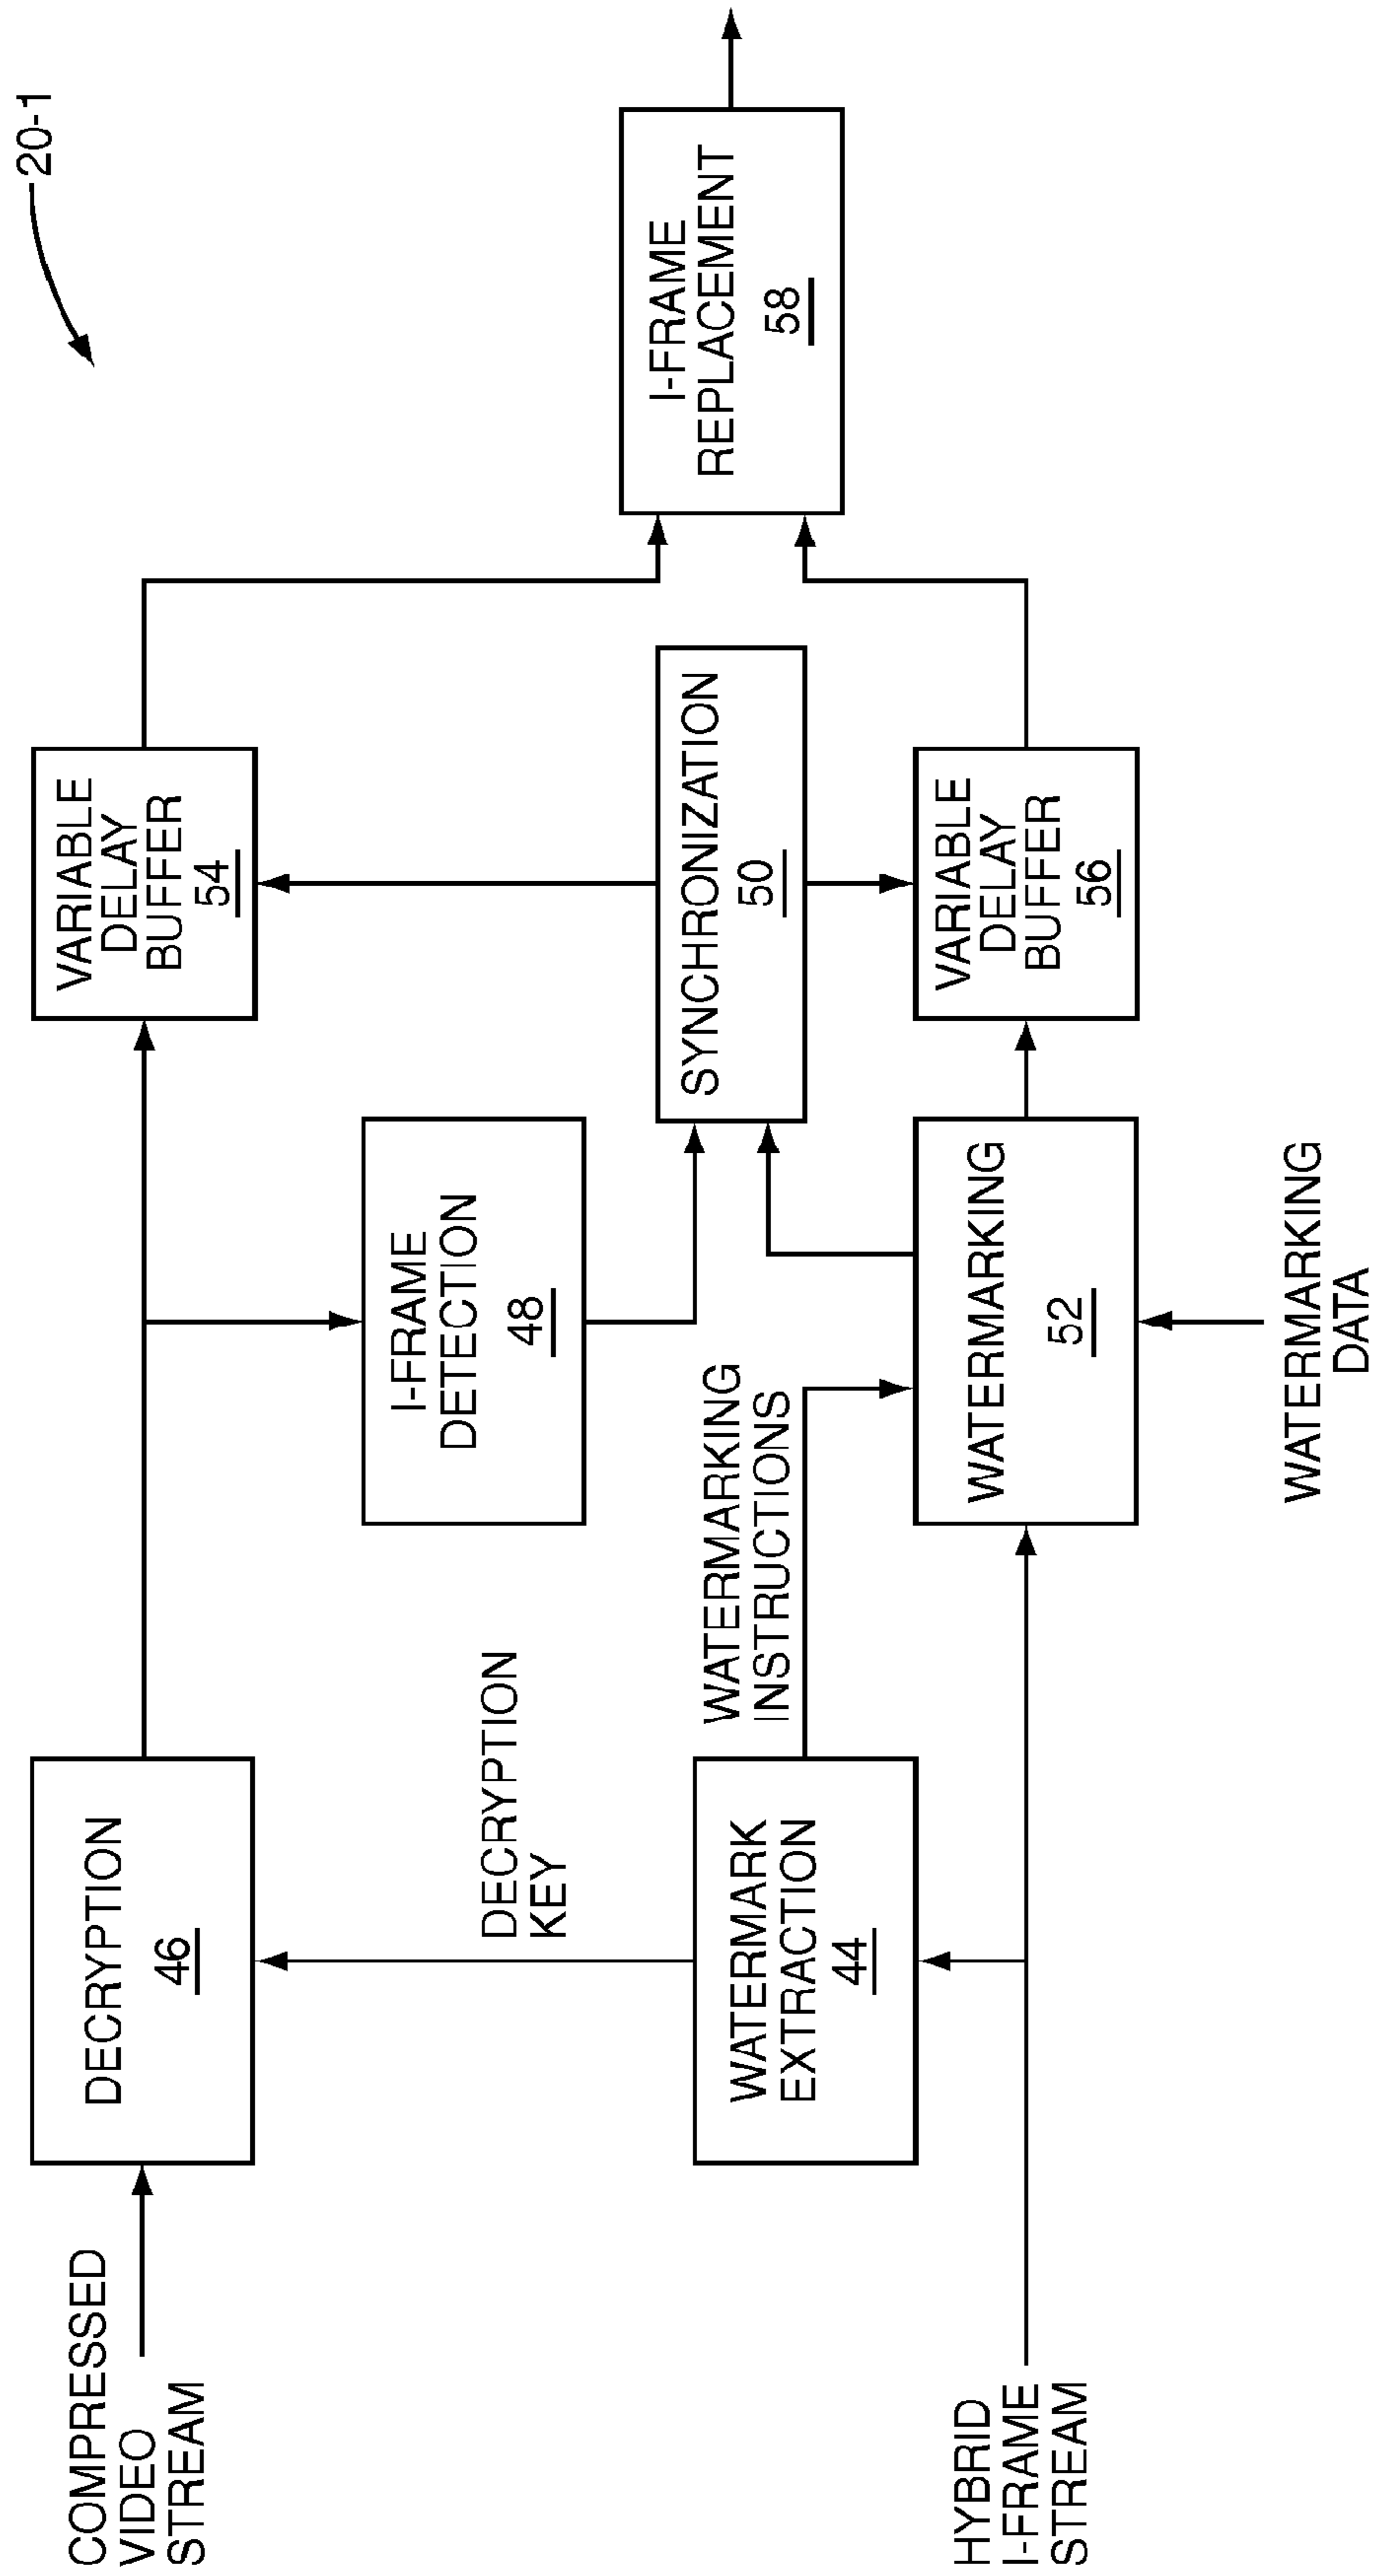 20-1
COMPRESSED
VIDEO
STREAM
DECRYPTION
46
VARIABLE
DELAY
BUFFER
54
I-FRAME
DETECTION
48
DECRYPTION
KEY
WATERMARKING
INSTRUCTIONS
SYNCHRONIZATION
50
I-FRAME
REPLACEMENT
58
WATERMARK
EXTRACTION
44
HYBRID
I-FRAME
STREAM
WATERMARKING
52
VARIABLE
DELAY
BUFFER
56
WATERMARKING
DATA